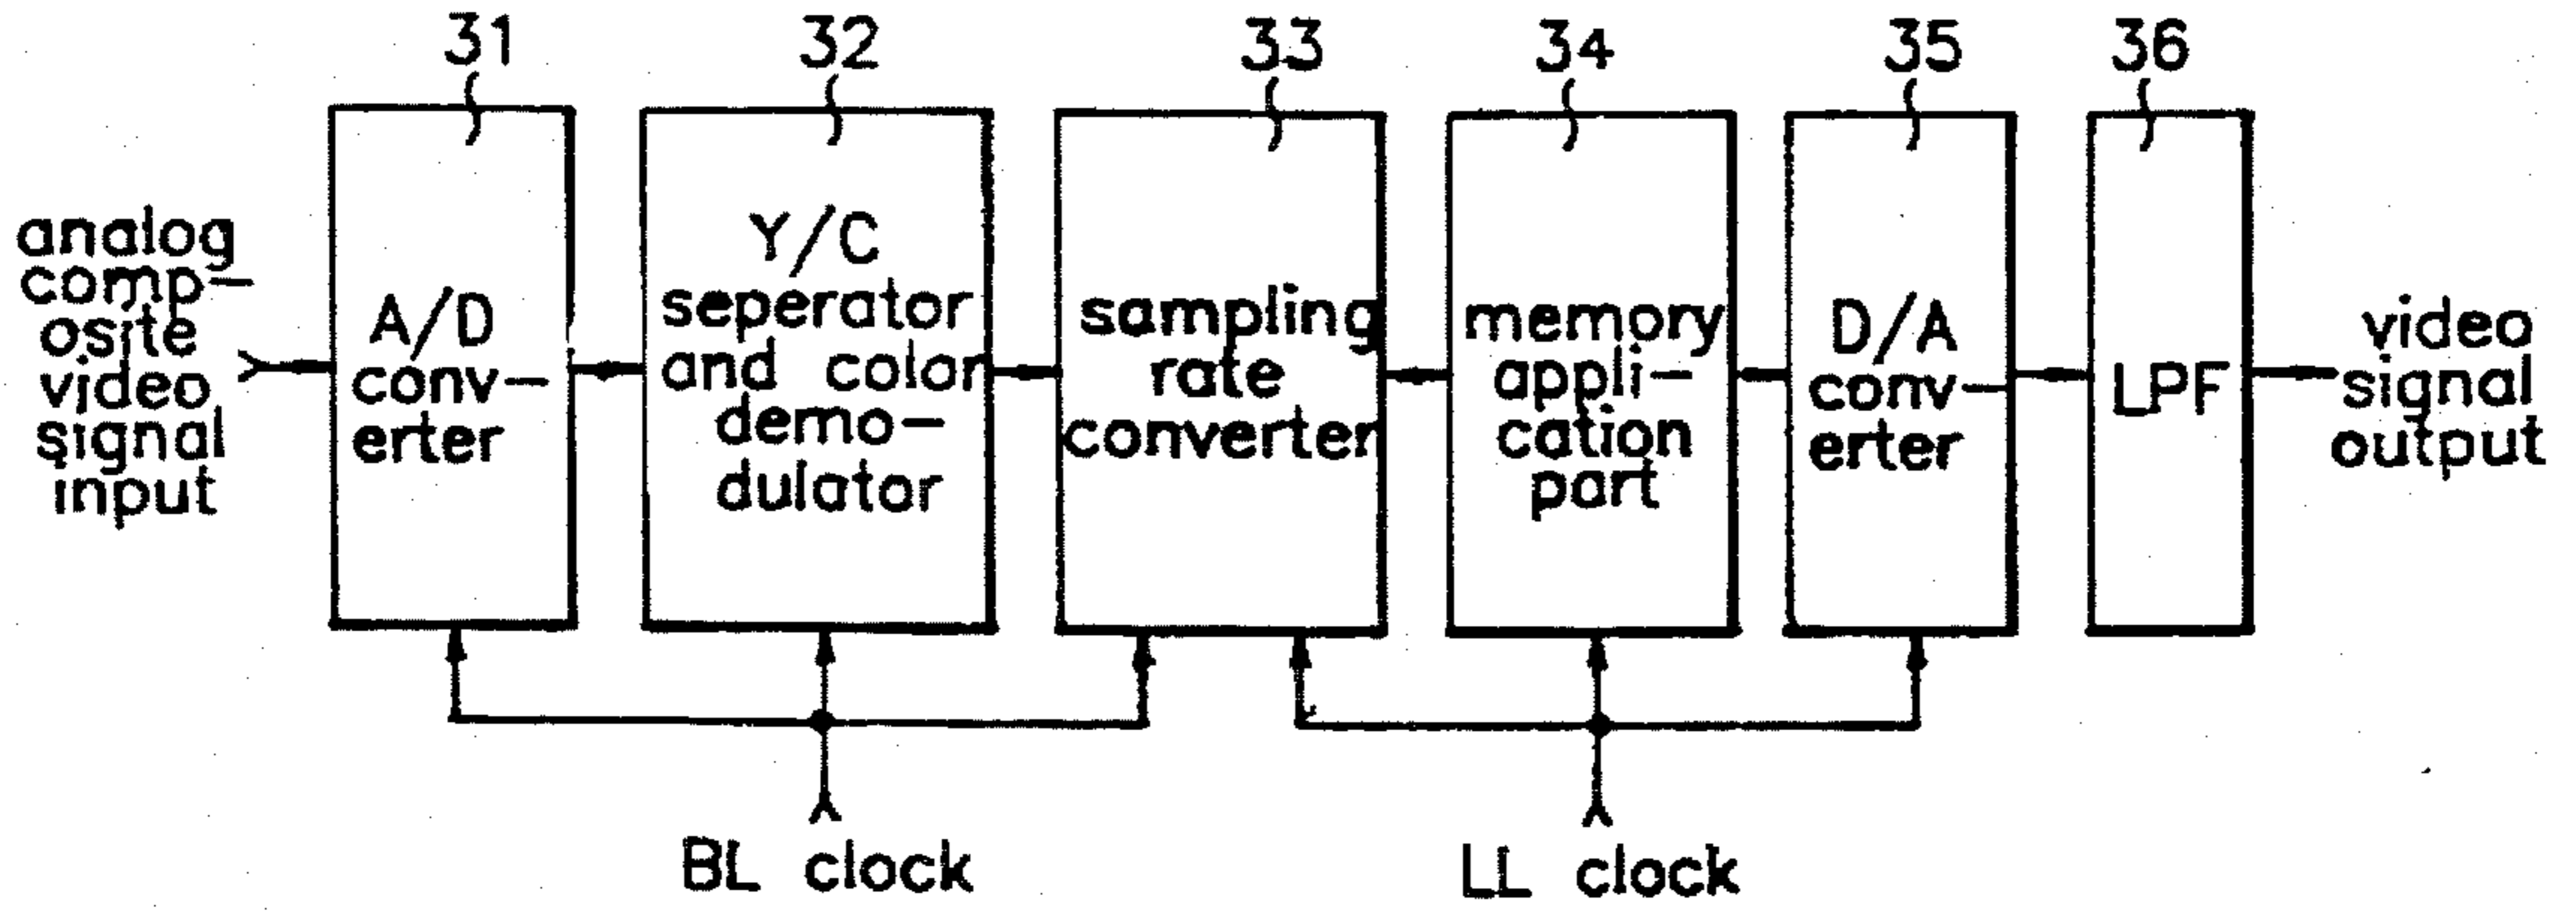 31
32
33
34
35
36
analog
comp-
osite
video
signal
input
A/D
conv-
erter
Y/C
seperator
and color
demo-
dulator
sampling
rate
converter
memory
appli-
cation
part
D/A
conv-
erter
LPF
video
signal
output
BL clock
LL clock